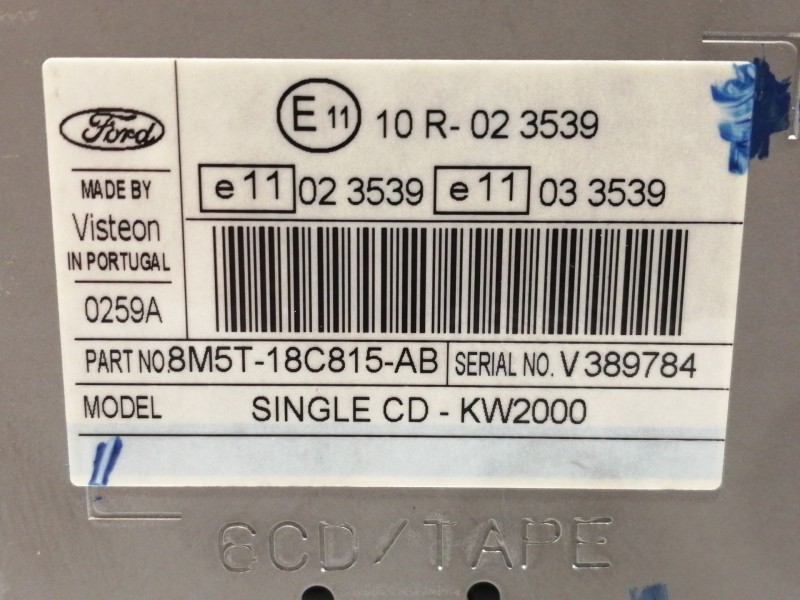 Ford
E 11 10 R- 02 3539
e 11 02 3539 e 11 03 3539
MADE BY
Visteon
IN PORTUGAL
0259A
PART NO. 8M5T-18C815-AB SERIAL NO. V389784
MODEL SINGLE CD - KW2000
6CD/TAPE